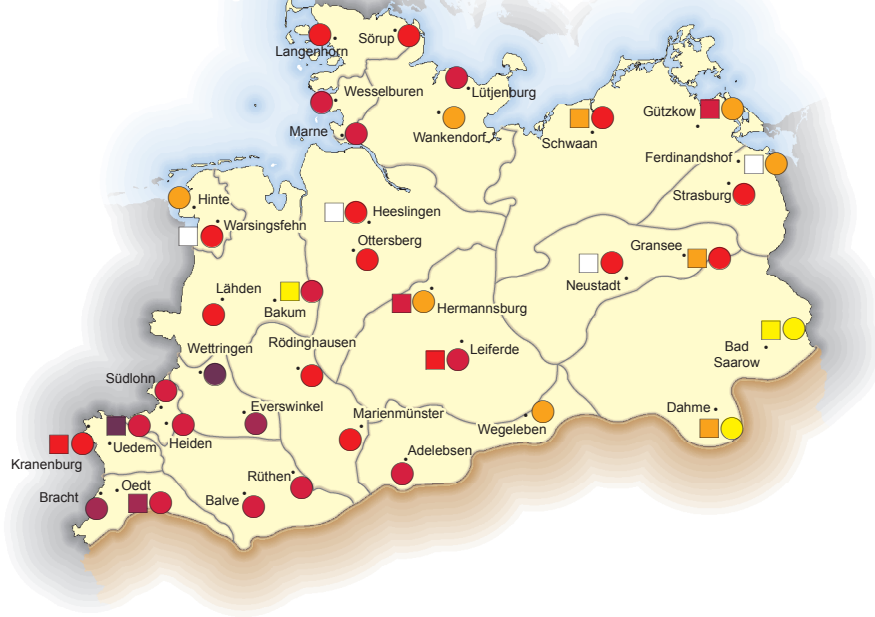 Sörup
Langenhorn
Wesselburen
Lütjenburg
Marne
Wankendorf
Schwaan
Gützkow
Ferdinandshof
Strasburg
Hinte
Warsingsfehn
Heeslingen
Ottersberg
Gransee
Neustadt
Lähden
Bakum
Hermannsburg
Wettringen
Rödinghausen
Leiferde
Bad
Saarow
Südlohn
Everswinkel
Marienmünster
Wegeleben
Dahme
Uedem
Heiden
Kranenburg
Adelebsen
Rüthen
Oedt
Bracht
Balve